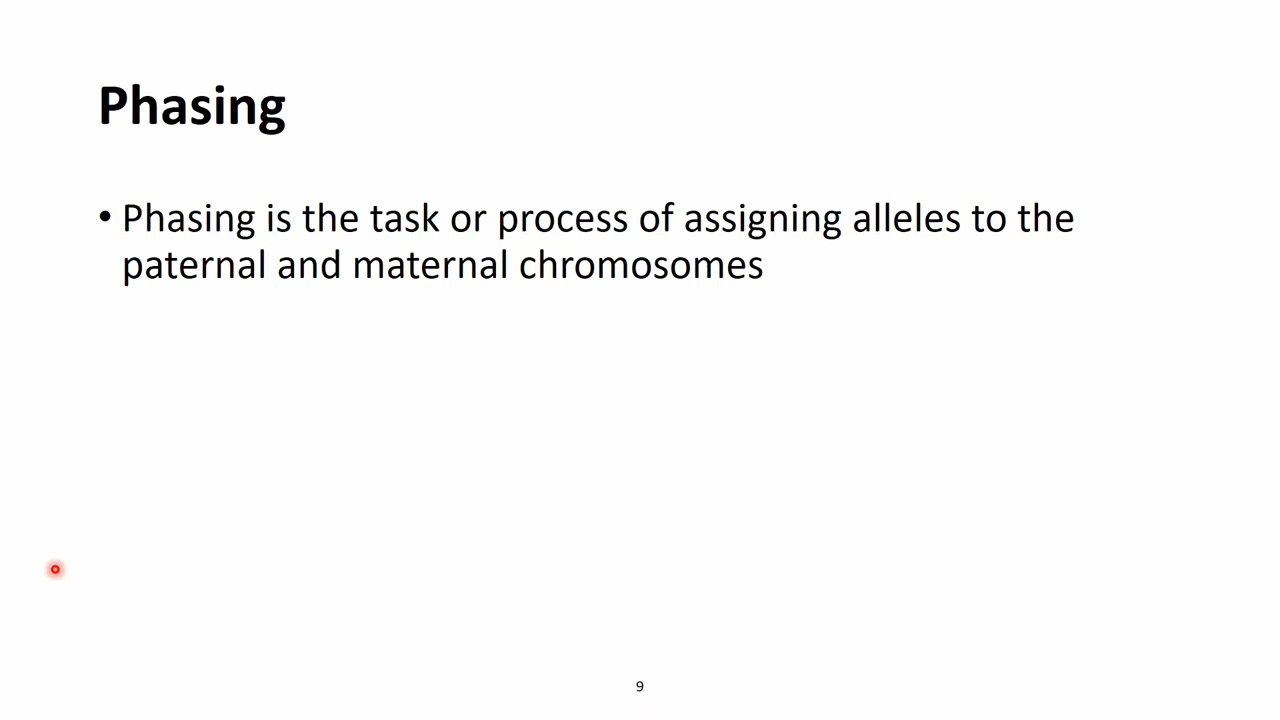 Phasing
• Phasing is the task or process of assigning alleles to the
paternal and maternal chromosomes
9